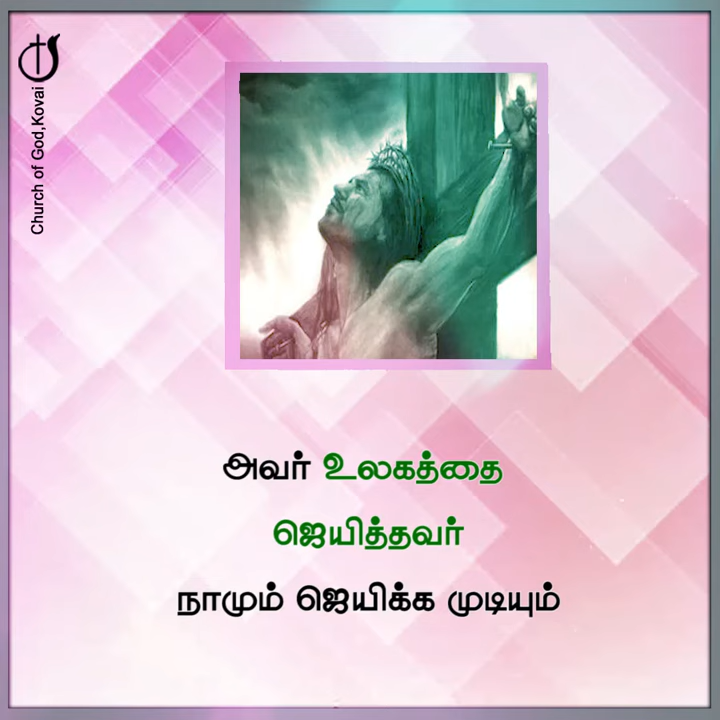 Church of God,Kovai
அவர் உலகத்தை
ஜெயித்தவர்
நாமும் ஜெயிக்க முடியும்